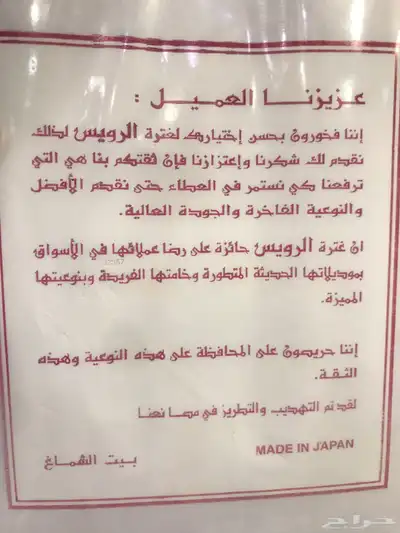 عزيزنا العميل :
إننا فخورون بحسن إختيارك لغترة الرويس لذلك
نقدم لك شكرنا وإعتزازنا فإن ثقتكم بنا هي التي
ترفعنا كي نستمر في العطاء حتى نقدم الأفضل
والنوعية الفاخرة والجودة العالية.
ان غترة الرويس حائزة على رضا عملائها في الأسواق
بموديلاتها الحديثة المتطورة وخامتها الفريدة وبنوعيتها
المميزة.
إننا حريصون على المحافظة على هذه النوعية وهذه
الثقة.
لقد تم التهديب والتطريز في مصانعنا
MADE IN JAPAN
بيت الشماغ
حراج